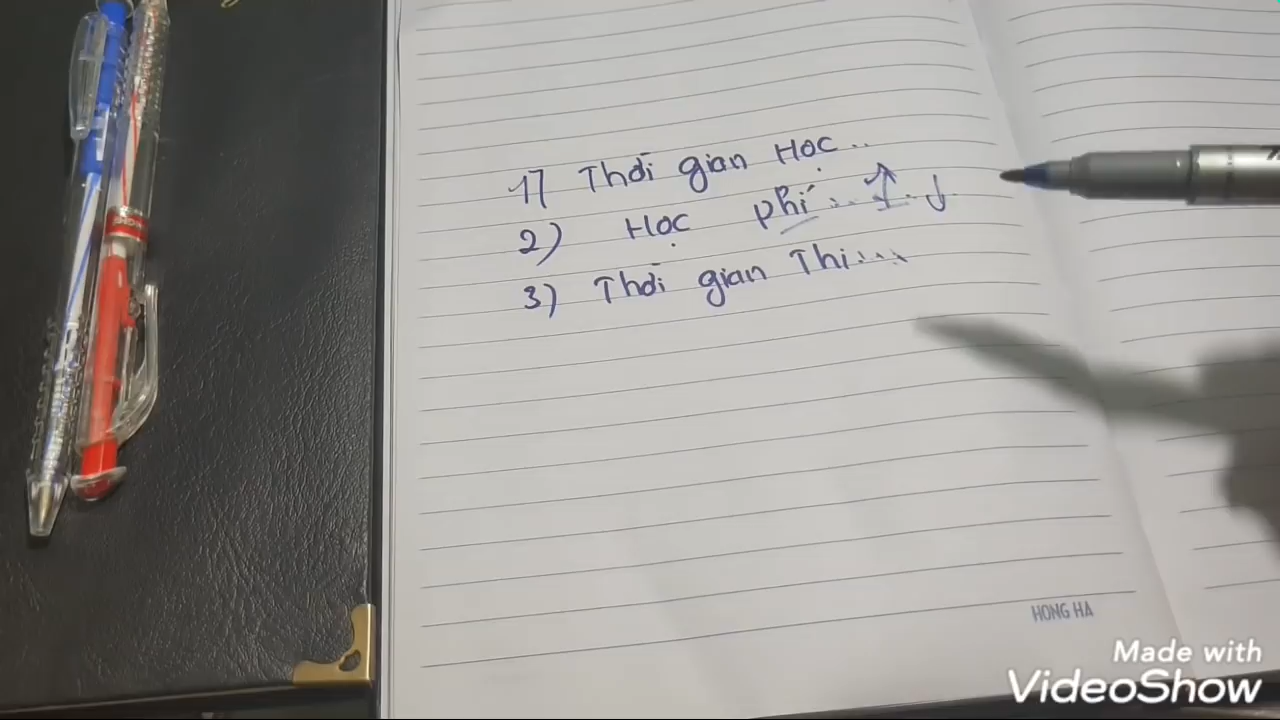 1) Thời gian Học ..
2) Học phí ... ↑. ↓
3) Thời gian Thi ...
HONG HA
Made with
VideoShow